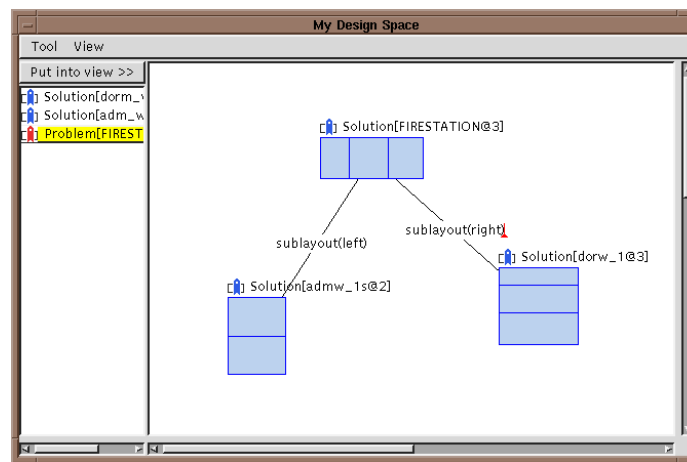 My Design Space
Tool View
Put into view >>
Solution[dorm_
Solution[adm_w
Problem[FIREST
Solution[FIRESTATION@3]
sublayout(left)
sublayout(right)
Solution[dorw_1@3]
Solution[admw_1s@2]